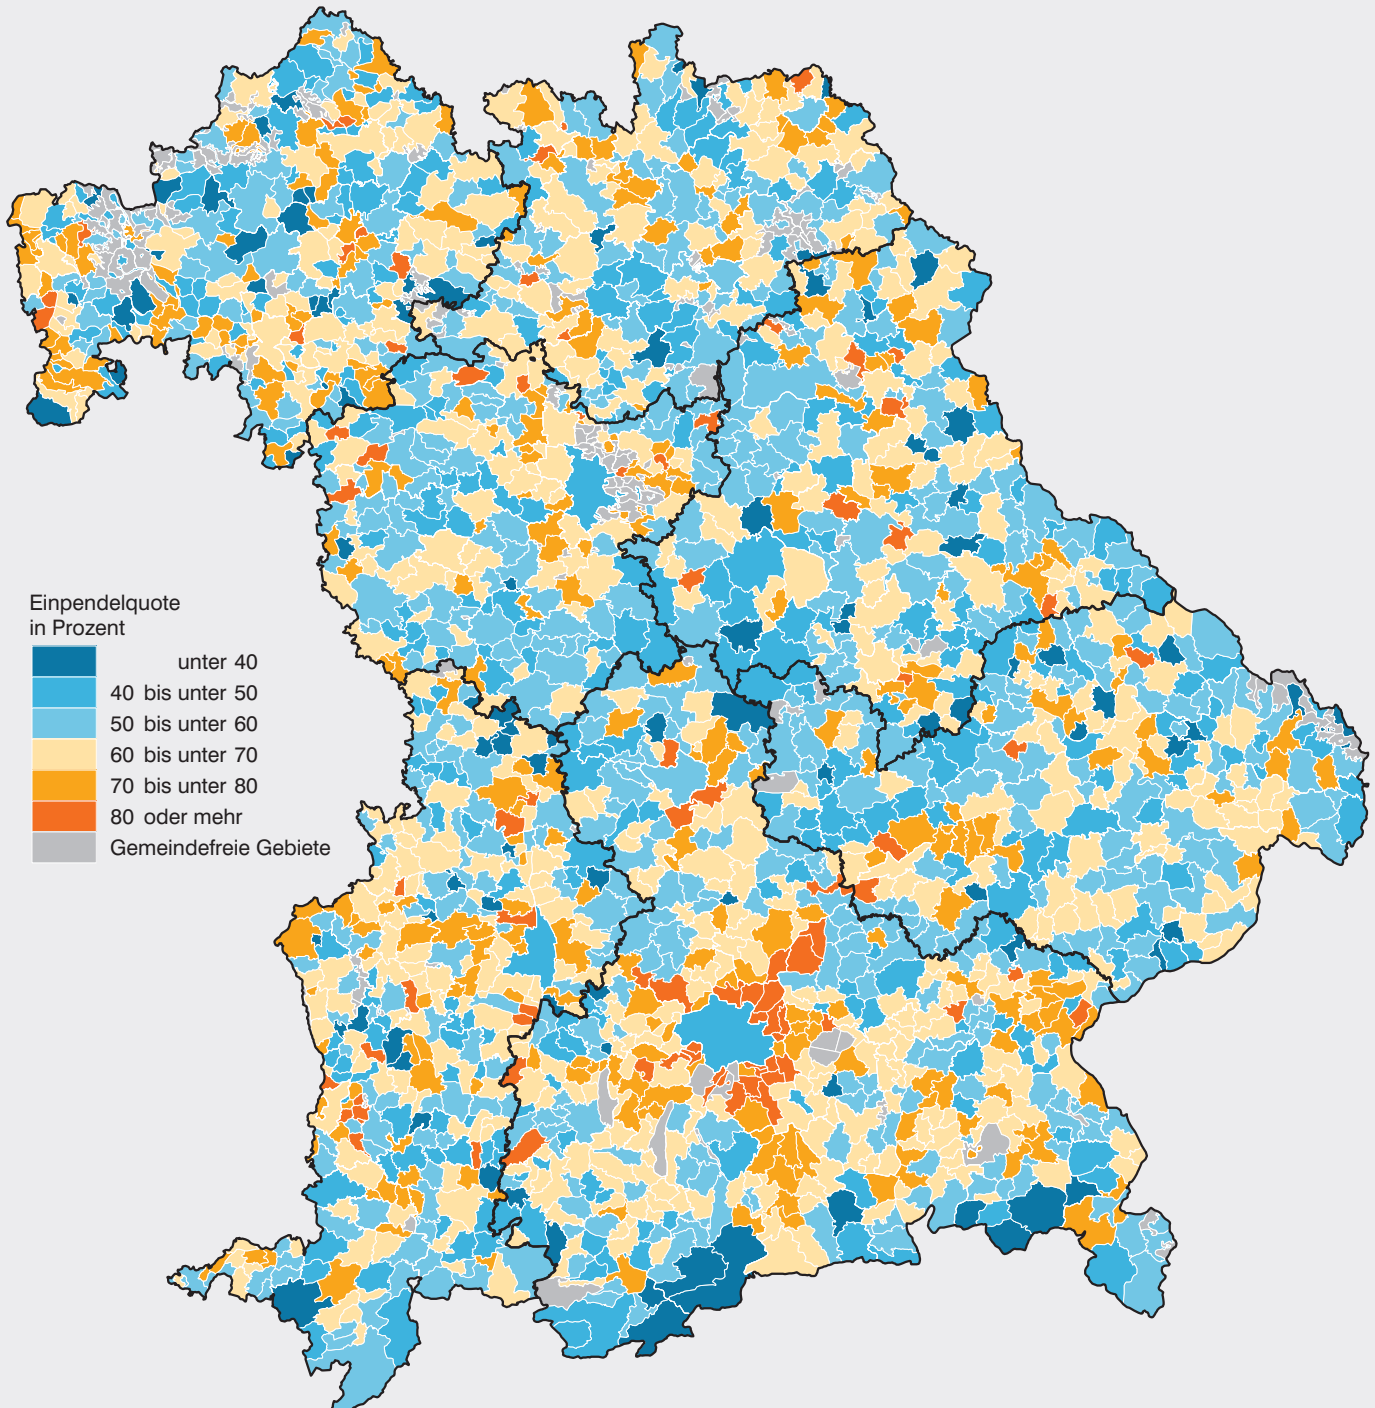 Einpendelquote
in Prozent
unter 40
40 bis unter 50
50 bis unter 60
60 bis unter 70
70 bis unter 80
80 oder mehr
Gemeindefreie Gebiete